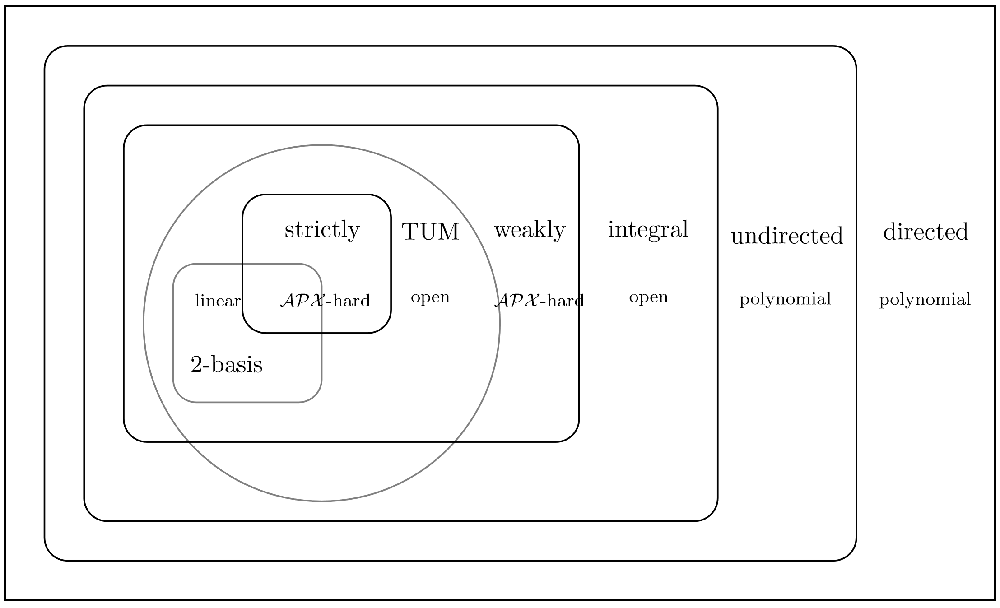 strictly TUM weakly integral undirected directed
linear 𝒜𝒫𝒳-hard open 𝒜𝒫𝒳-hard open polynomial polynomial
2-basis